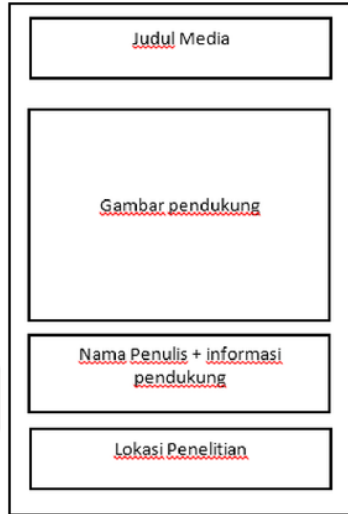 Judul Media
Gambar pendukung
Nama Penulis + informasi
pendukung
Lokasi Penelitian